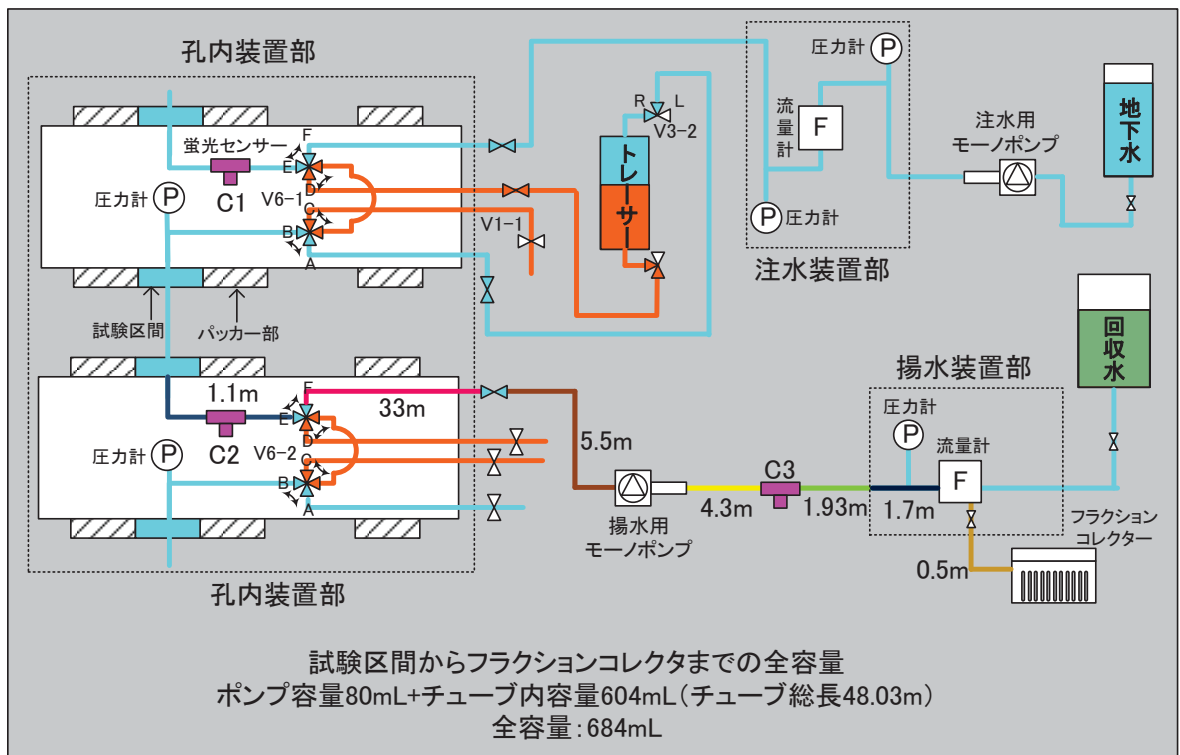 孔内装置部
蛍光センサー
C1
圧力計
P
F
E
D
V6-1
C
B
A
V1-1
試験区間
パッカー部
R
L
V3-2
トレーサー
圧力計
P
流量計
F
P
圧力計
注水装置部
注水用
モーノポンプ
地下水
1.1m
C2
圧力計
P
F
E
D
V6-2
C
B
A
33m
5.5m
揚水用
モーノポンプ
4.3m
C3
1.93m
揚水装置部
圧力計
P
流量計
F
1.7m
0.5m
回収水
フラクション
コレクター
孔内装置部
試験区間からフラクションコレクタまでの全容量
ポンプ容量80mL+チューブ内容量604mL(チューブ総長48.03m)
全容量:684mL